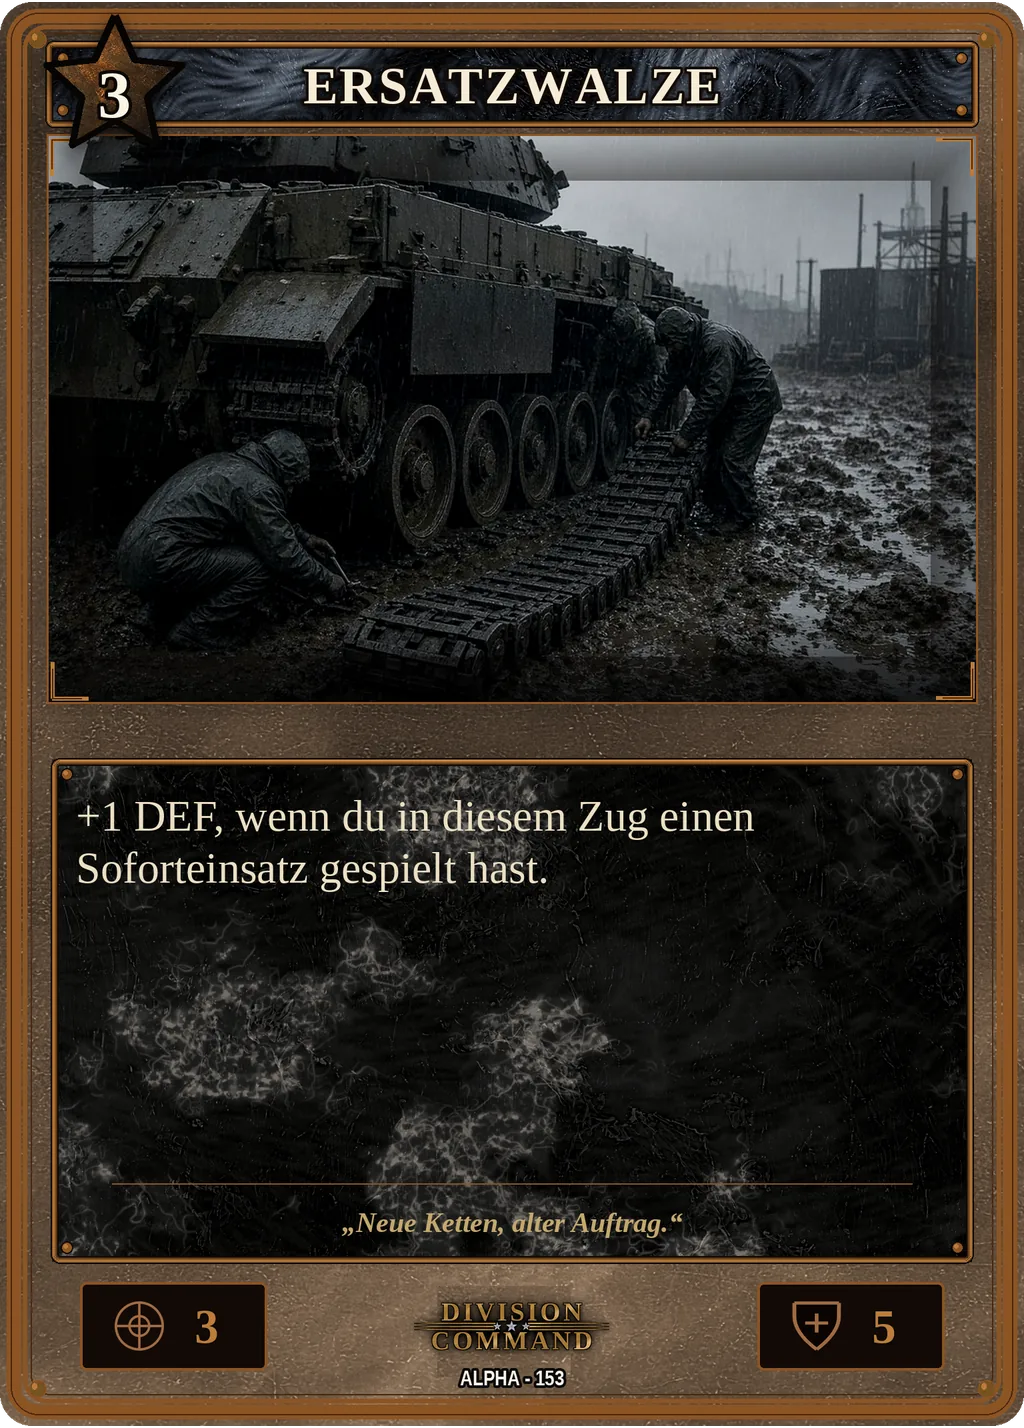 3
ERSATZWALZE
+1 DEF, wenn du in diesem Zug einen
Soforteinsatz gespielt hast.
„Neue Ketten, alter Auftrag.“
3
DIVISION
COMMAND
5
ALPHA - 153